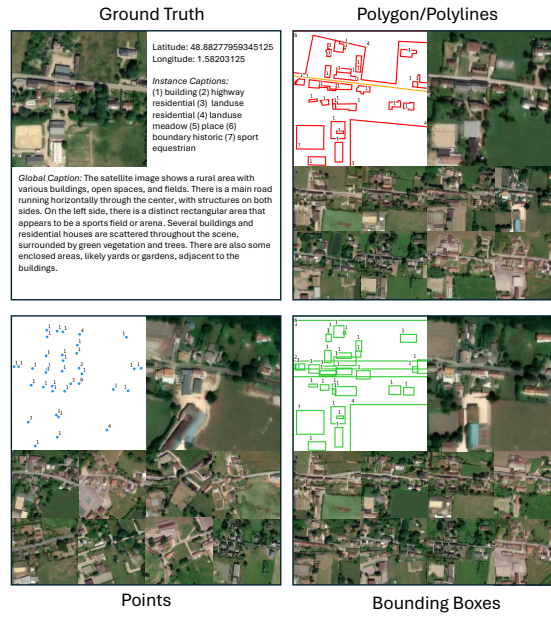 Ground Truth
Polygon/Polylines
Latitude: 48.88277959345125
Longitude: 1.58203125
Instance Captions:
(1) building (2) highway
residential (3) landuse
residential (4) landuse
meadow (5) place (6)
boundary historic (7) sport
equestrian
Global Caption: The satellite image shows a rural area with
various buildings, open spaces, and fields. There is a main road
running horizontally through the center, with structures on both
sides. On the left side, there is a distinct rectangular area that
appears to be a sports field or arena. Several buildings and
residential houses are scattered throughout the scene,
surrounded by green vegetation and trees. There are also some
enclosed areas, likely yards or gardens, adjacent to the
buildings.
Points
Bounding Boxes